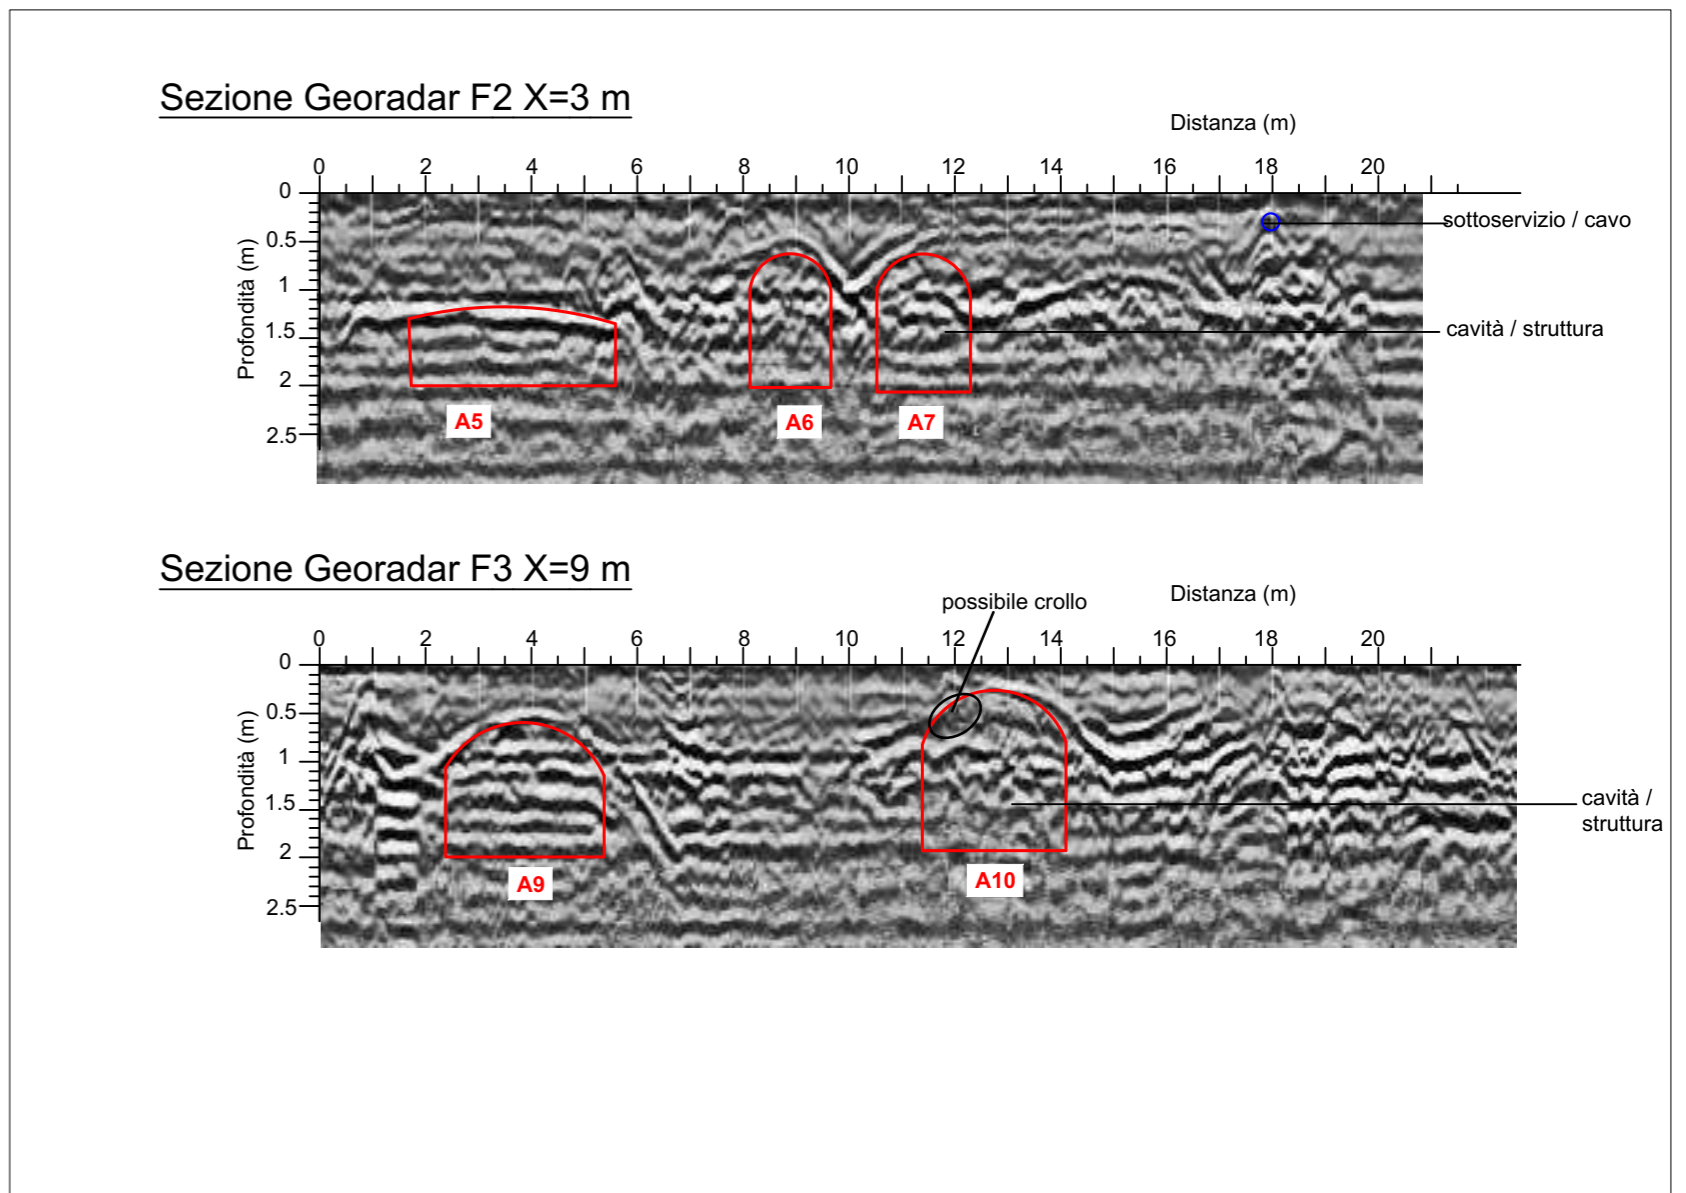 Sezione Georadar F2 X=3 m
Distanza (m)
0 2 4 6 8 10 12 14 16 18 20
0
0.5
1
1.5
2
2.5
Profondità (m)
sottoservizio / cavo
cavità / struttura
A5
A6
A7
Sezione Georadar F3 X=9 m
possibile crollo
Distanza (m)
0 2 4 6 8 10 12 14 16 18 20
0
0.5
1
1.5
2
2.5
Profondità (m)
cavità /
struttura
A9
A10